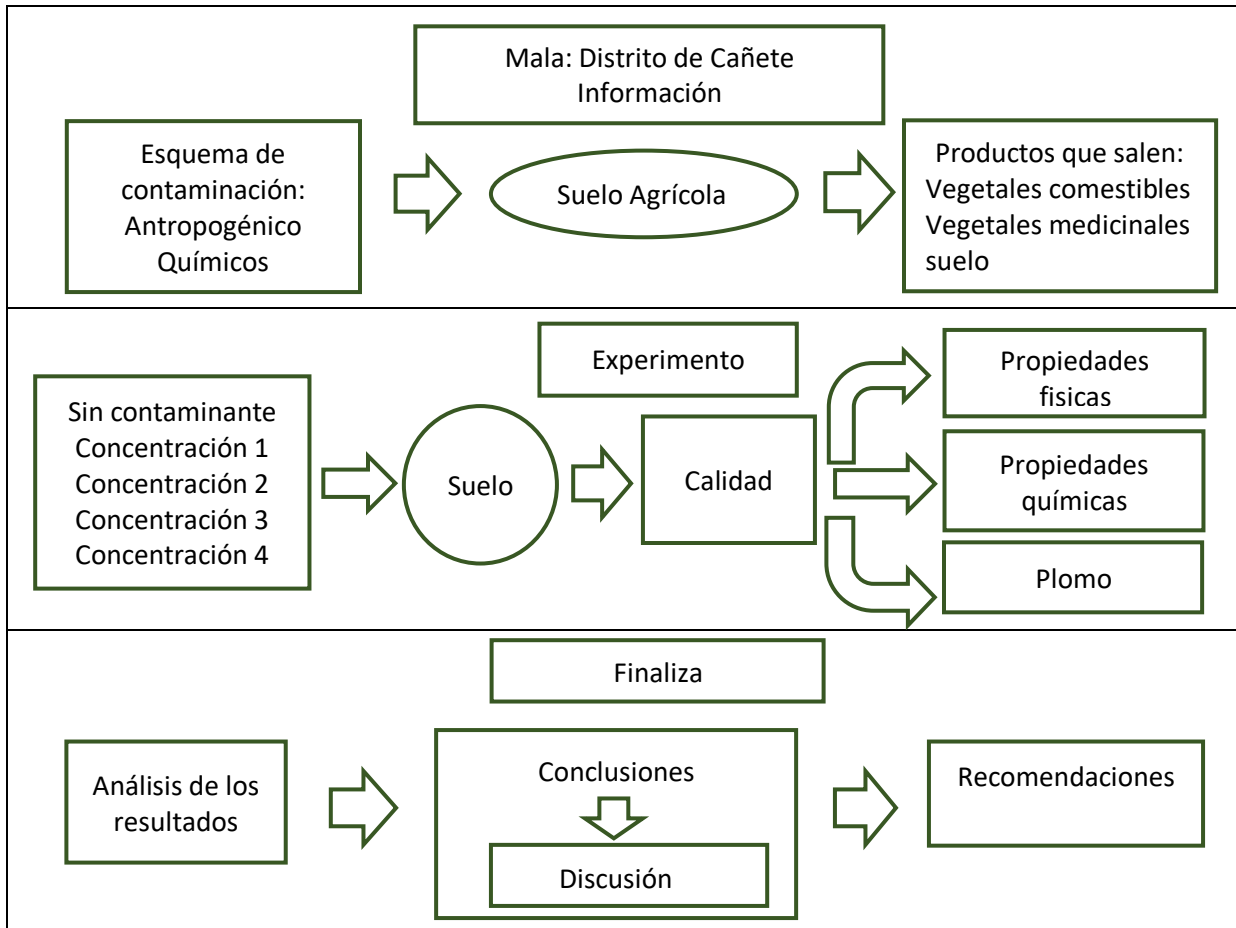 Mala: Distrito de Cañete
Información
Esquema de
contaminación:
Antropogénico
Químicos
Suelo Agrícola
Productos que salen:
Vegetales comestibles
Vegetales medicinales
suelo
Experimento
Sin contaminante
Concentración 1
Concentración 2
Concentración 3
Concentración 4
Suelo
Calidad
Propiedades
fisicas
Propiedades
químicas
Plomo
Finaliza
Análisis de los
resultados
Conclusiones
Discusión
Recomendaciones